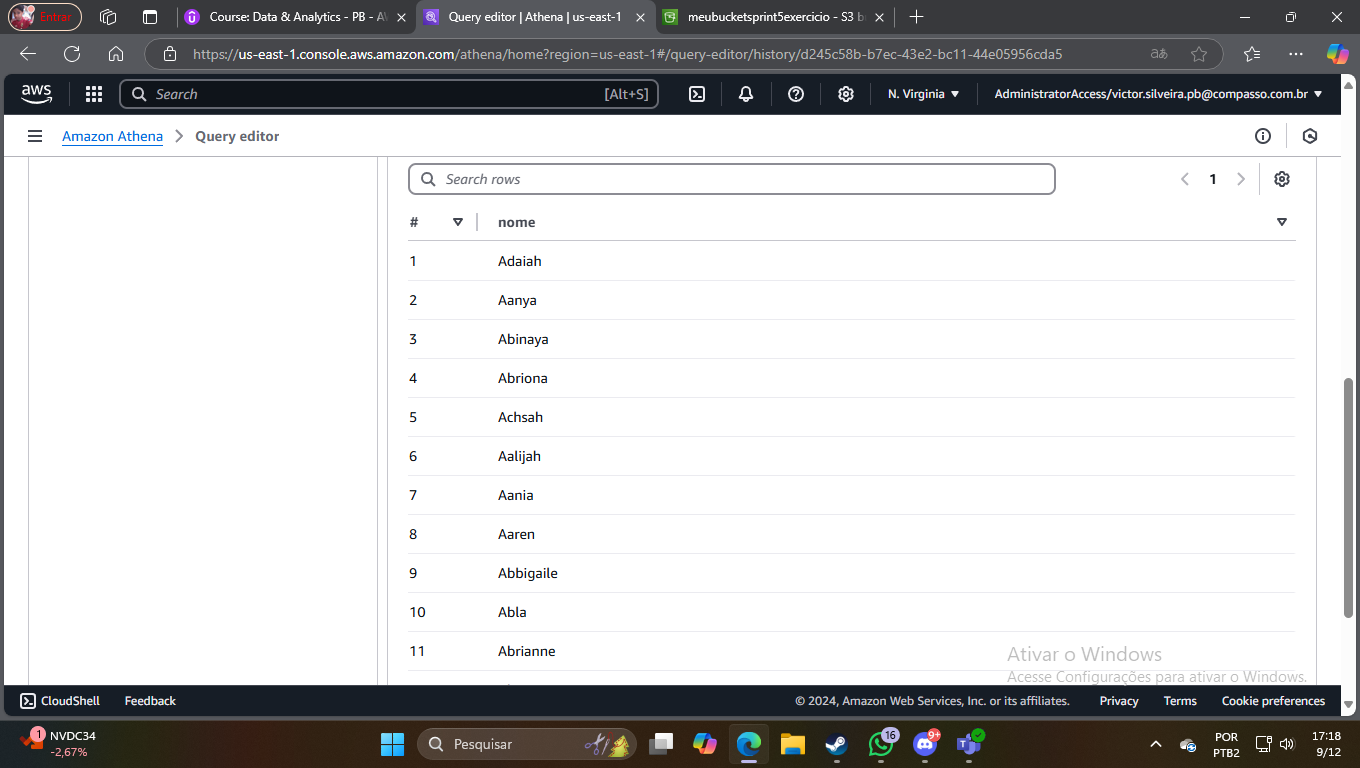 Entrar
Course: Data & Analytics - PB - A
Query editor | Athena | us-east-1
meubucketsprint5exercicio - S3 b
https://us-east-1.console.aws.amazon.com/athena/home?region=us-east-1#/query-editor/history/d245c58b-b7ec-43e2-bc11-44e05956cda5
aあ
aws
Search
[Alt+S]
N. Virginia
AdministratorAccess/victor.silveira.pb@compasso.com.br
Amazon Athena
Query editor
Search rows
1
#
nome
1 Adaiah
2 Aanya
3 Abinaya
4 Abriona
5 Achsah
6 Aalijah
7 Aania
8 Aaren
9 Abbigaile
10 Abla
11 Abrianne
Ativar o Windows
Acesse Configurações para ativar o Windows.
CloudShell
Feedback
© 2024, Amazon Web Services, Inc. or its affiliates.
Privacy
Terms
Cookie preferences
1
NVDC34
-2,67%
Pesquisar
16
9+
POR
PTB2
17:18
9/12